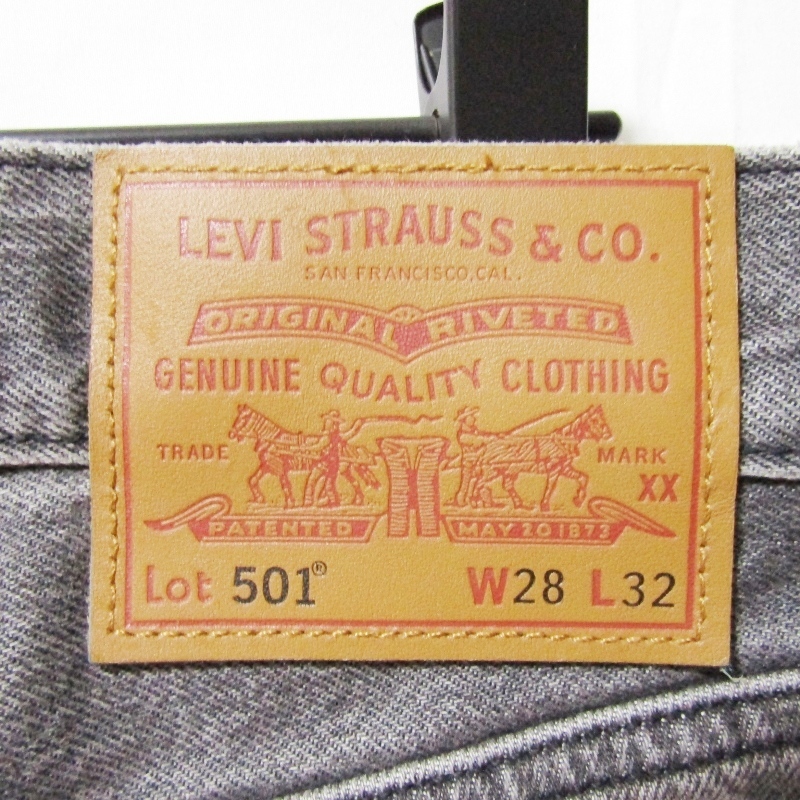 LEVI STRAUSS & CO.
SAN FRANCISCO, CAL.
ORIGINAL RIVETED
GENUINE QUALITY CLOTHING
TRADE MARK
XX
PATENTED MAY 20 1873
Lot 501® W28 L32